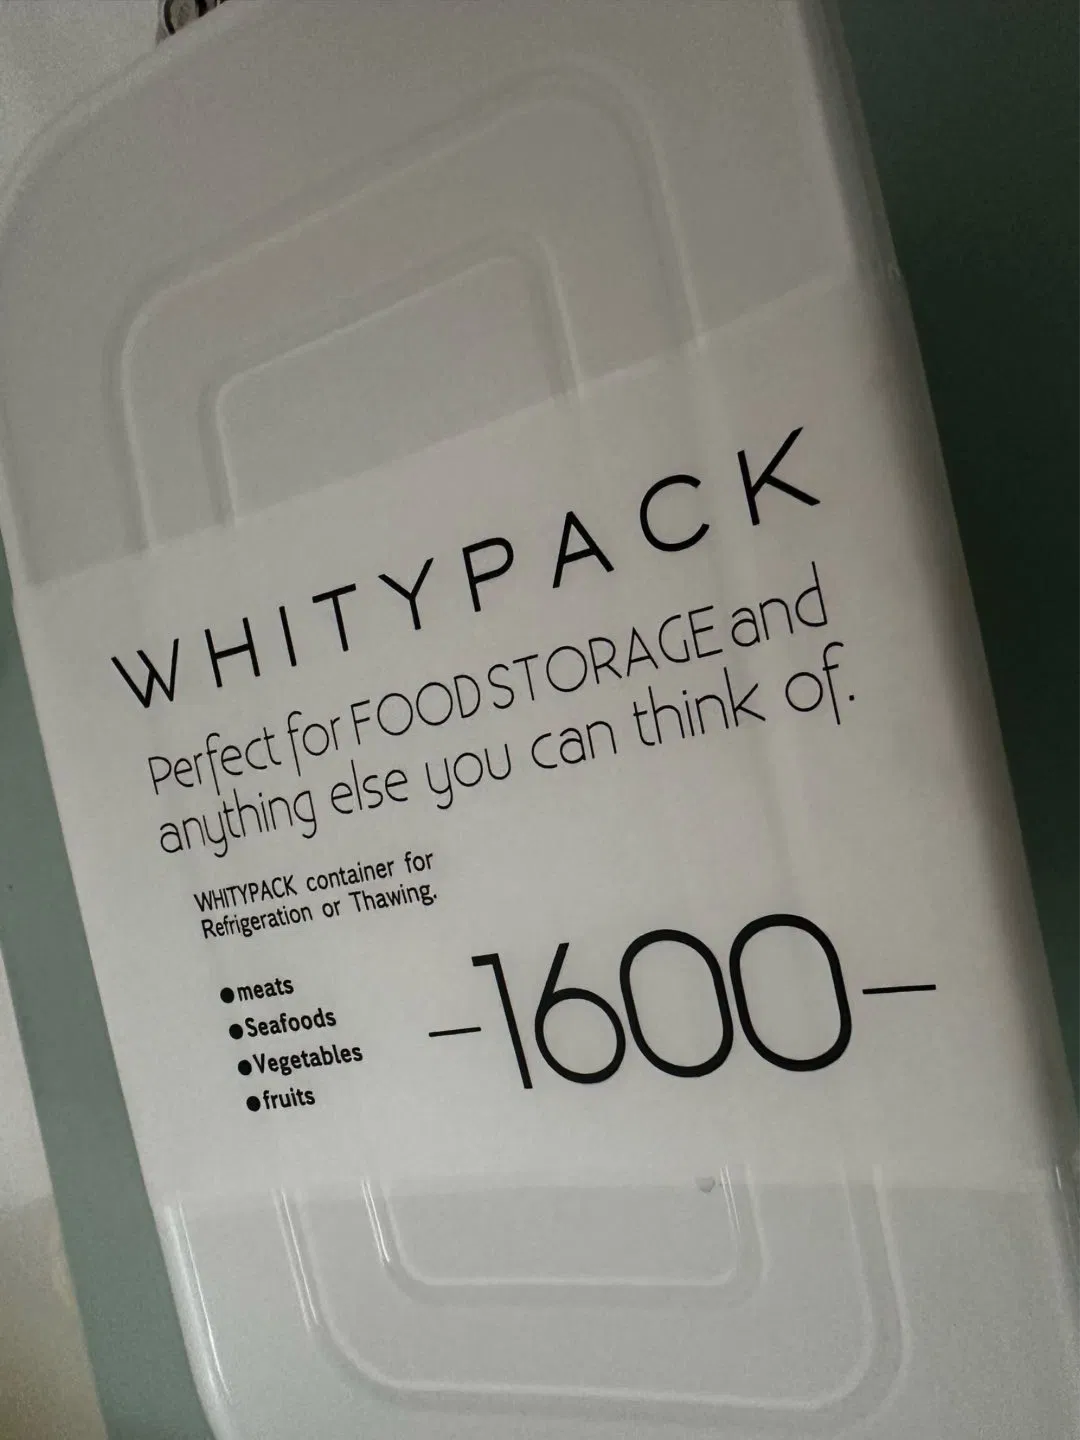 WHITYPACK
Perfect for FOOD STORAGE and
anything else you can think of.
WHITYPACK container for
Refrigeration or Thawing.
●meats
●Seafoods
●Vegetables
●fruits
-1600-